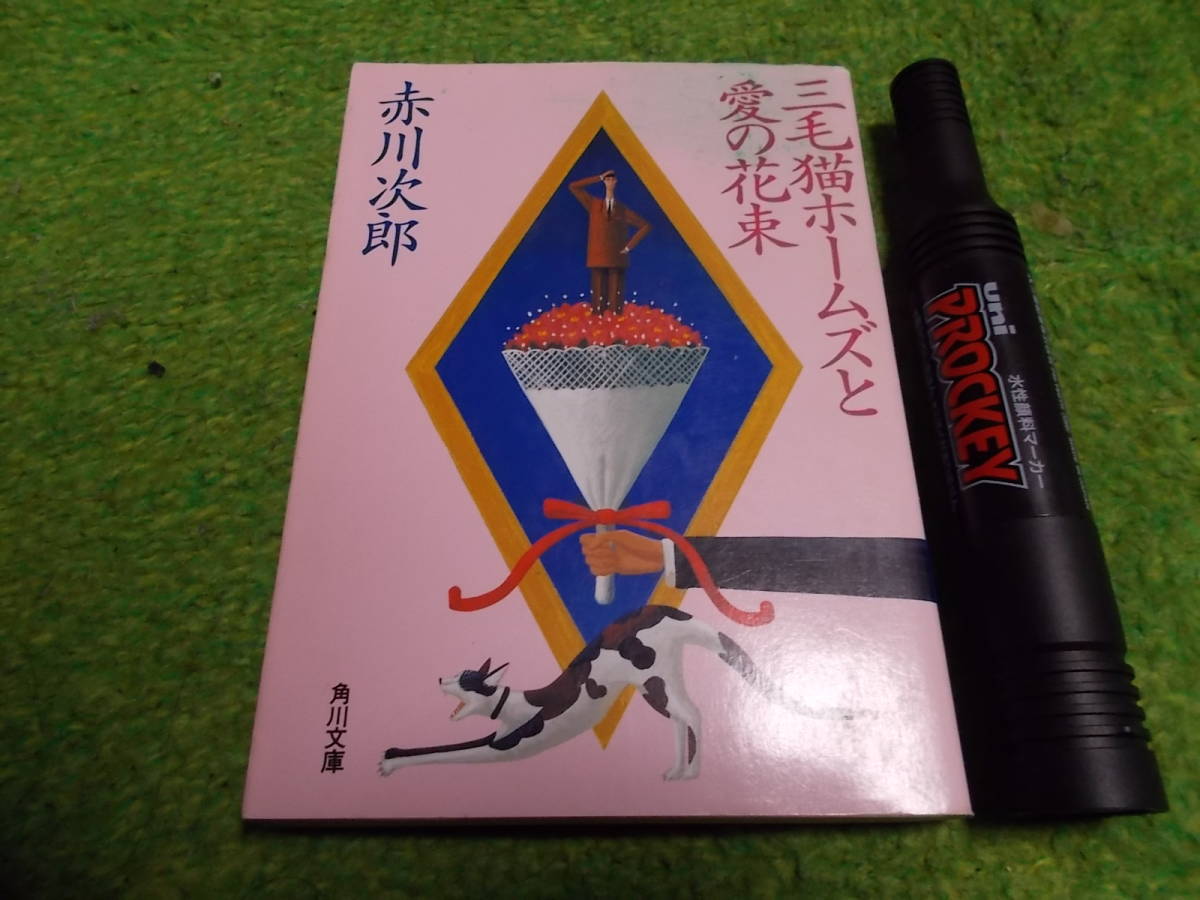 三毛猫ホームズと
愛の花束
赤川次郎
角川文庫
uni
PROCKEY
水性顔料マーカー